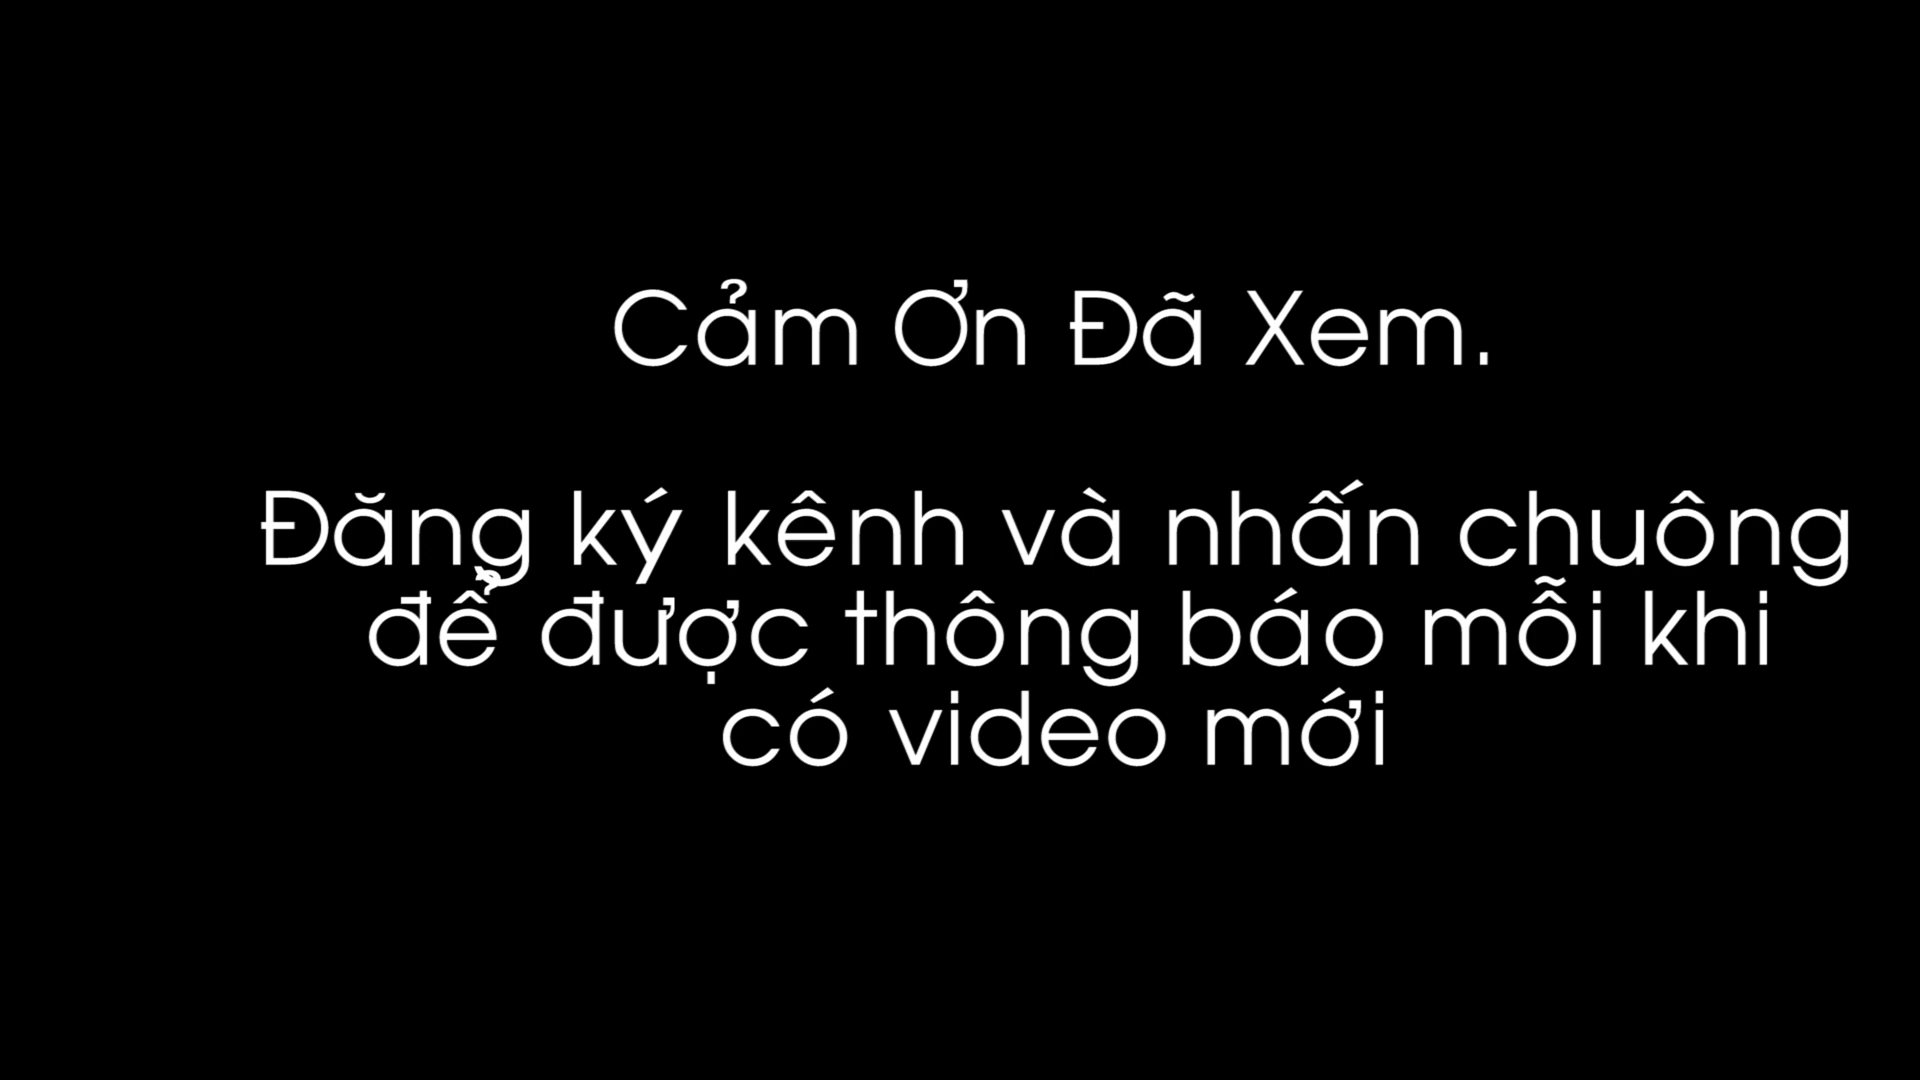 Cảm Ơn Đã Xem.
Đăng ký kênh và nhấn chuông
để được thông báo mỗi khi
có video mới